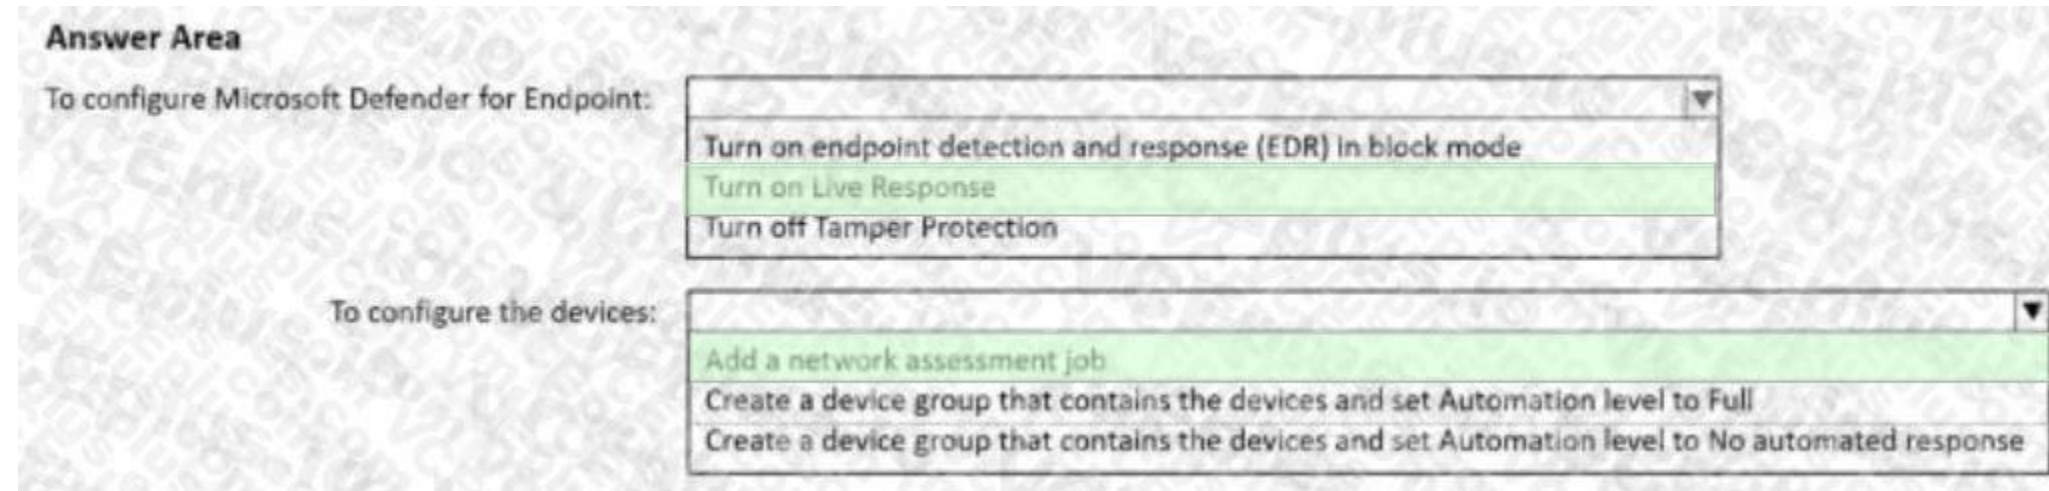 Answer Area
To configure Microsoft Defender for Endpoint:
Turn on endpoint detection and response (EDR) in block mode
Turn on Live Response
Turn off Tamper Protection
To configure the devices:
Add a network assessment job
Create a device group that contains the devices and set Automation level to Full
Create a device group that contains the devices and set Automation level to No automated response